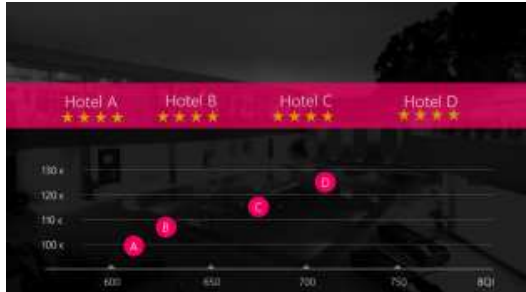 Hotel A Hotel B Hotel C Hotel D
130 €
120 €
110 €
100 €
A B C D
600 650 700 750 BQI